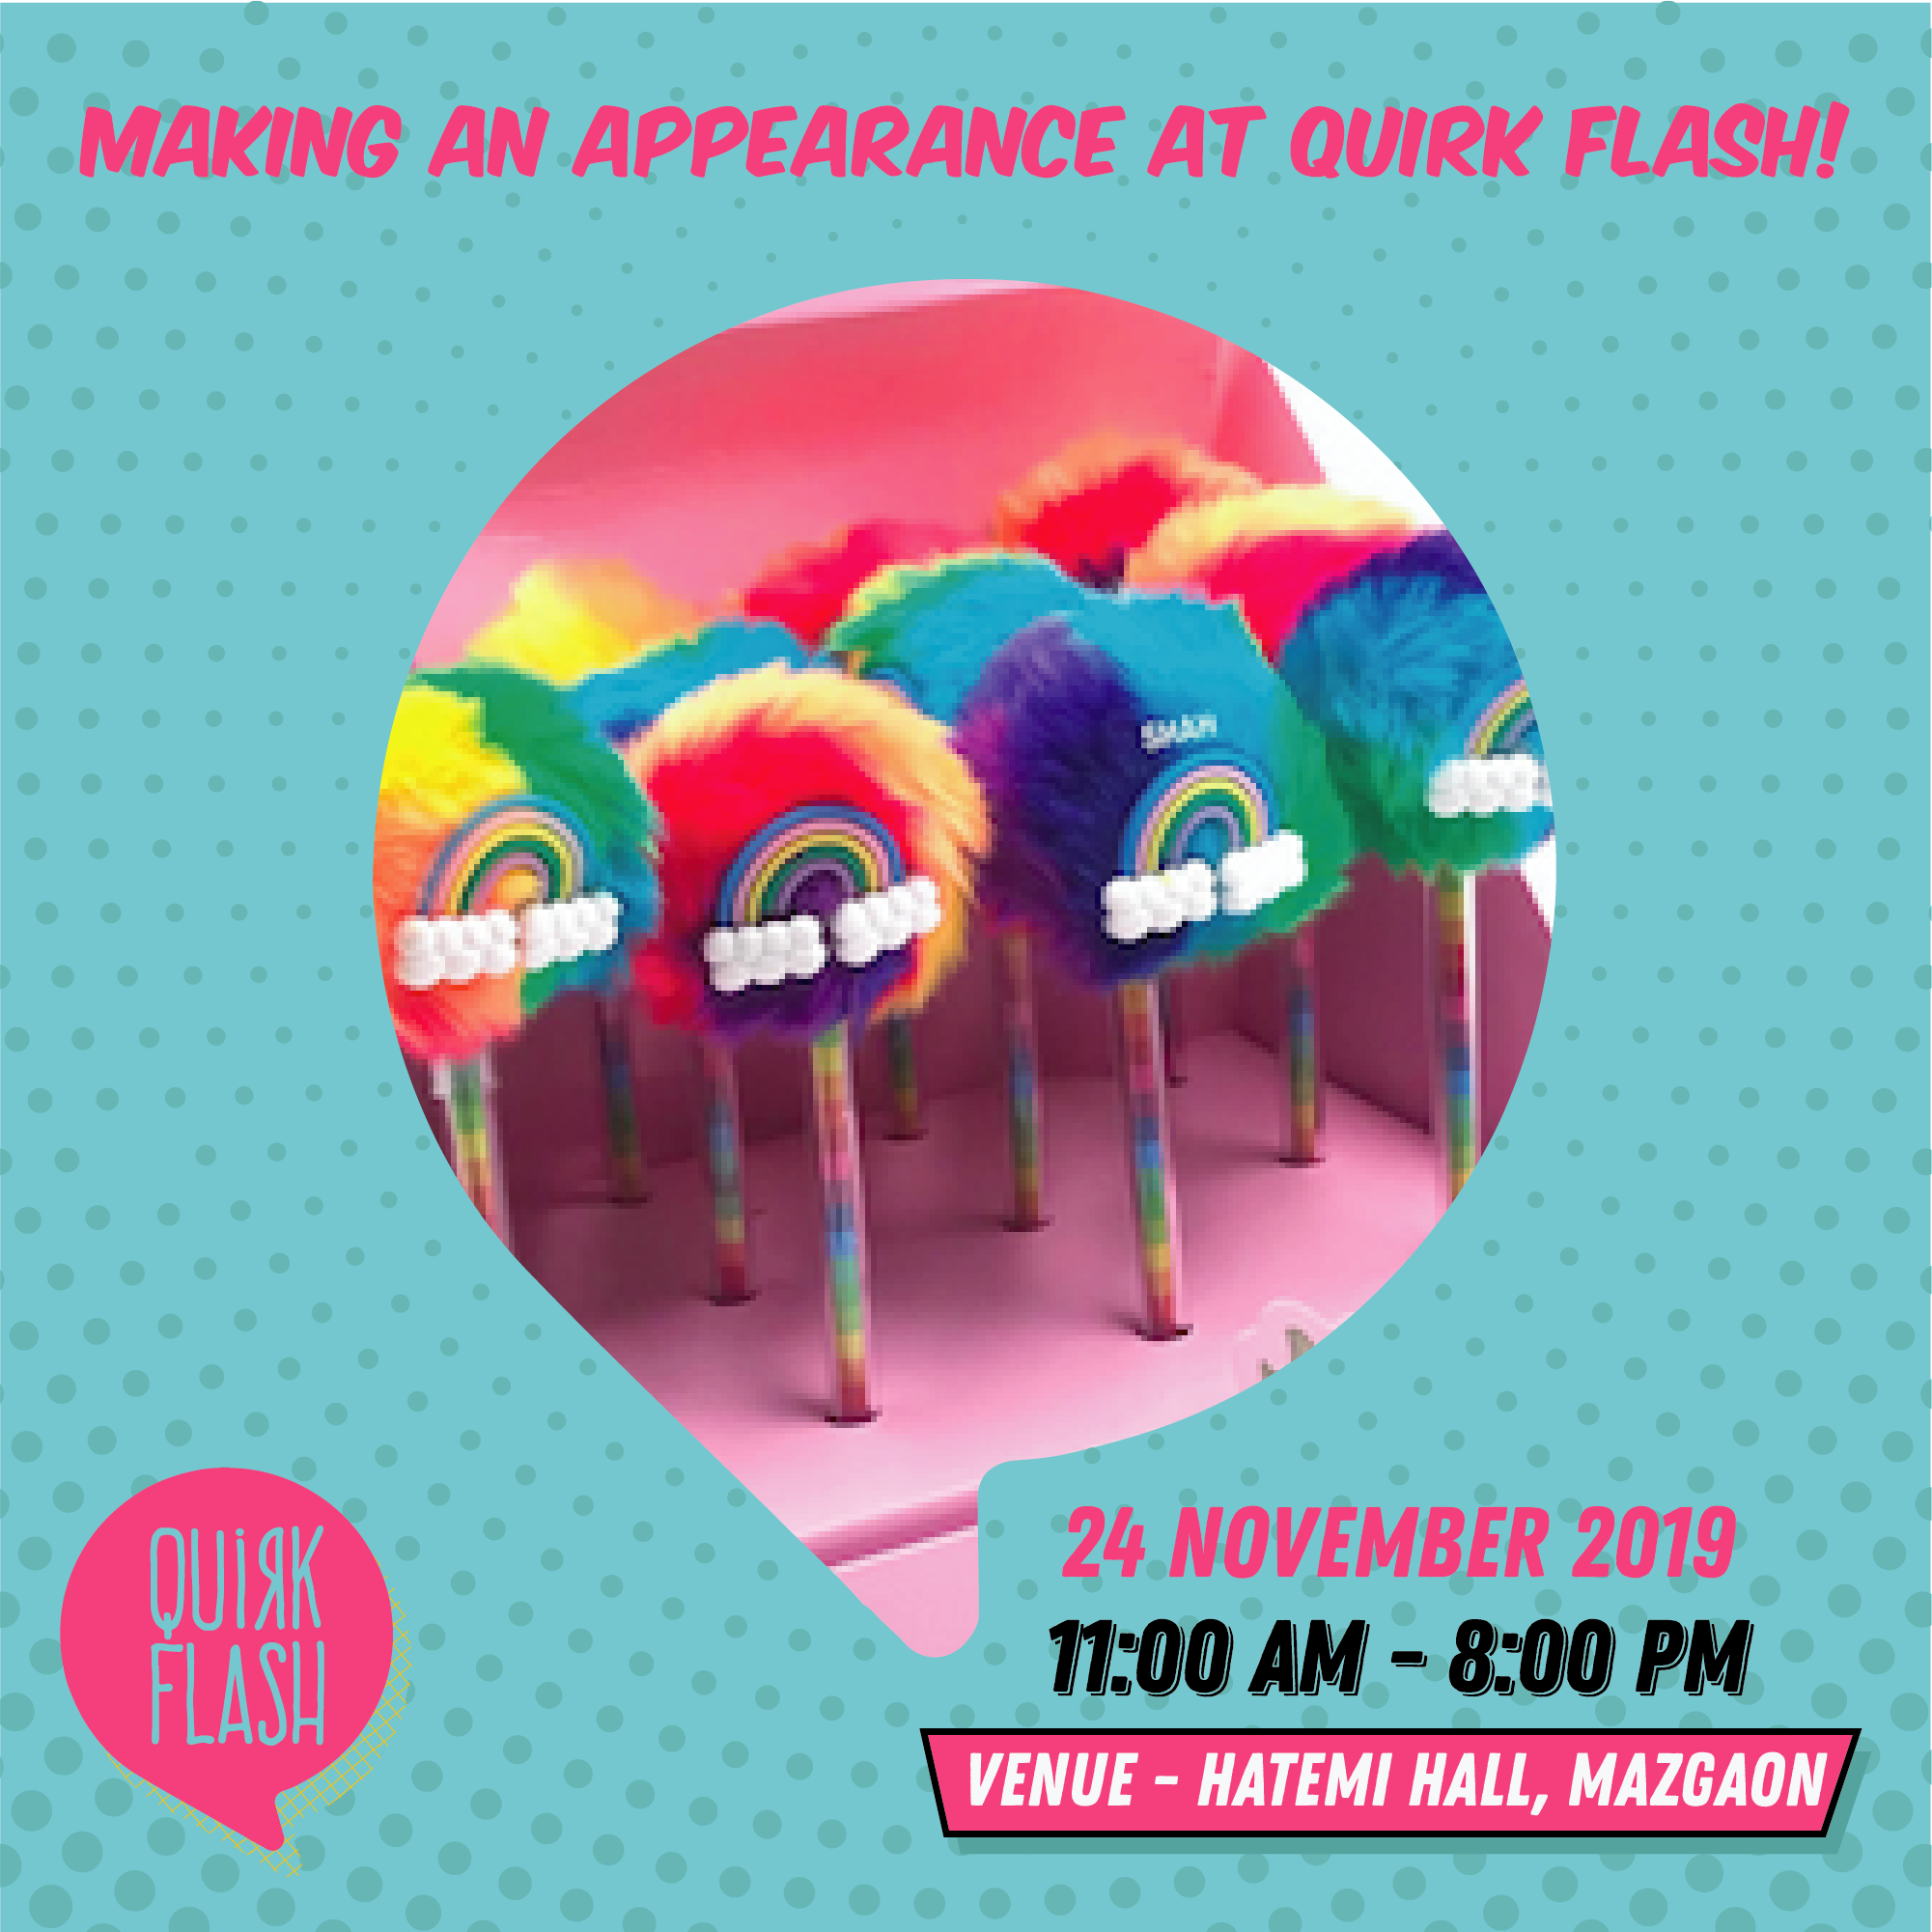 MAKING AN APPEARANCE AT QUIRK FLASH!
24 NOVEMBER 2019
11:00 AM - 8:00 PM
VENUE - HATEMI HALL, MAZGAON
QUIRK
FLASH